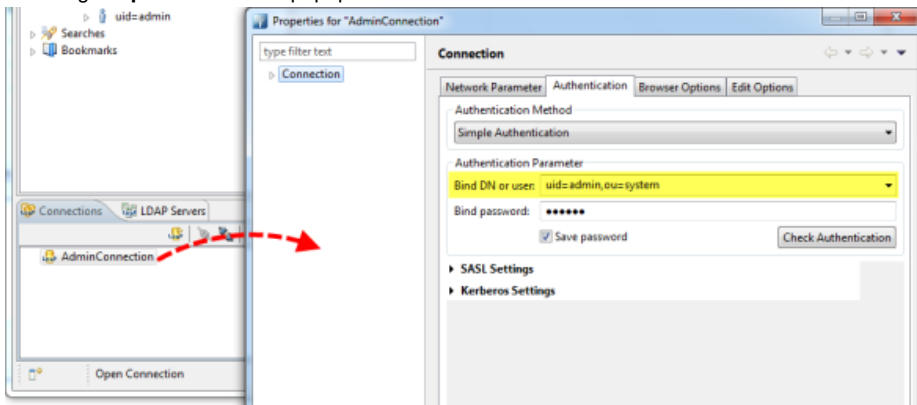 uid=admin
Searches
Bookmarks
Connections
LDAP Servers
AdminConnection
Open Connection
Properties for "AdminConnection"
type filter text
Connection
Connection
Network Parameter
Authentication
Browser Options
Edit Options
Authentication Method
Simple Authentication
Authentication Parameter
Bind DN or user: uid=admin,ou=system
Bind password: ●●●●●●
Save password
Check Authentication
SASL Settings
Kerberos Settings